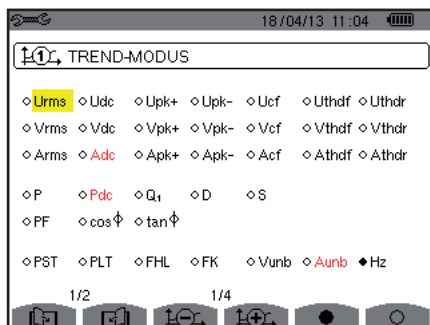 18/04/13 11:04
1 TREND-MODUS
Urms Udc Upk+ Upk- Ucf Uthdf Uthdr
Vrms Vdc Vpk+ Vpk- Vcf Vthdf Vthdr
Arms Adc Apk+ Apk- Acf Athdf Athdr
P Pdc Q₁ D S
PF cosΦ tanΦ
PST PLT FHL FK Vunb Aunb Hz
1/2 1/4